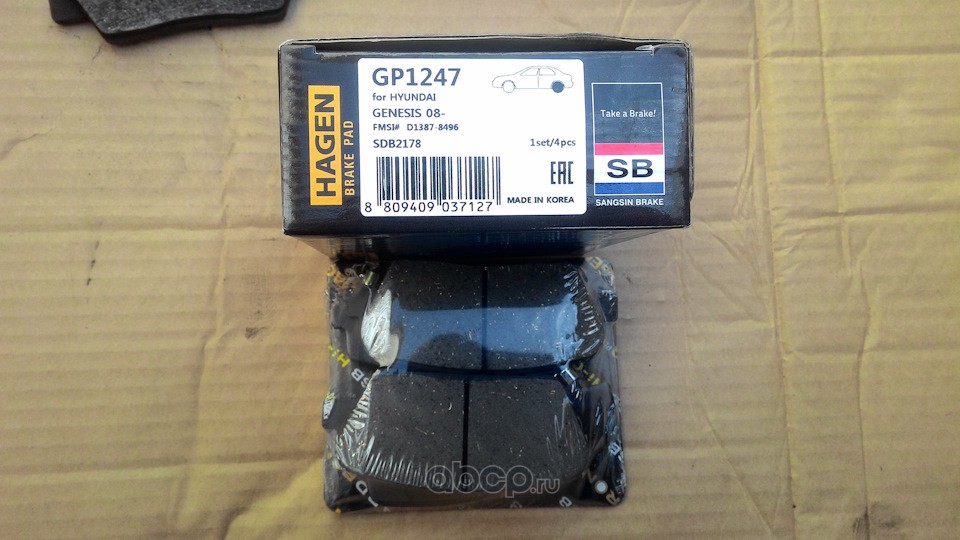 HAGEN
BRAKE PAD
GP1247
for HYUNDAI
GENESIS 08-
FMSI# D1387-8496
SDB2178
1set/4pcs
EAC
8 809409 037127
MADE IN KOREA
Take a Brake!
SB
SANGSIN BRAKE
SB
abcp.ru